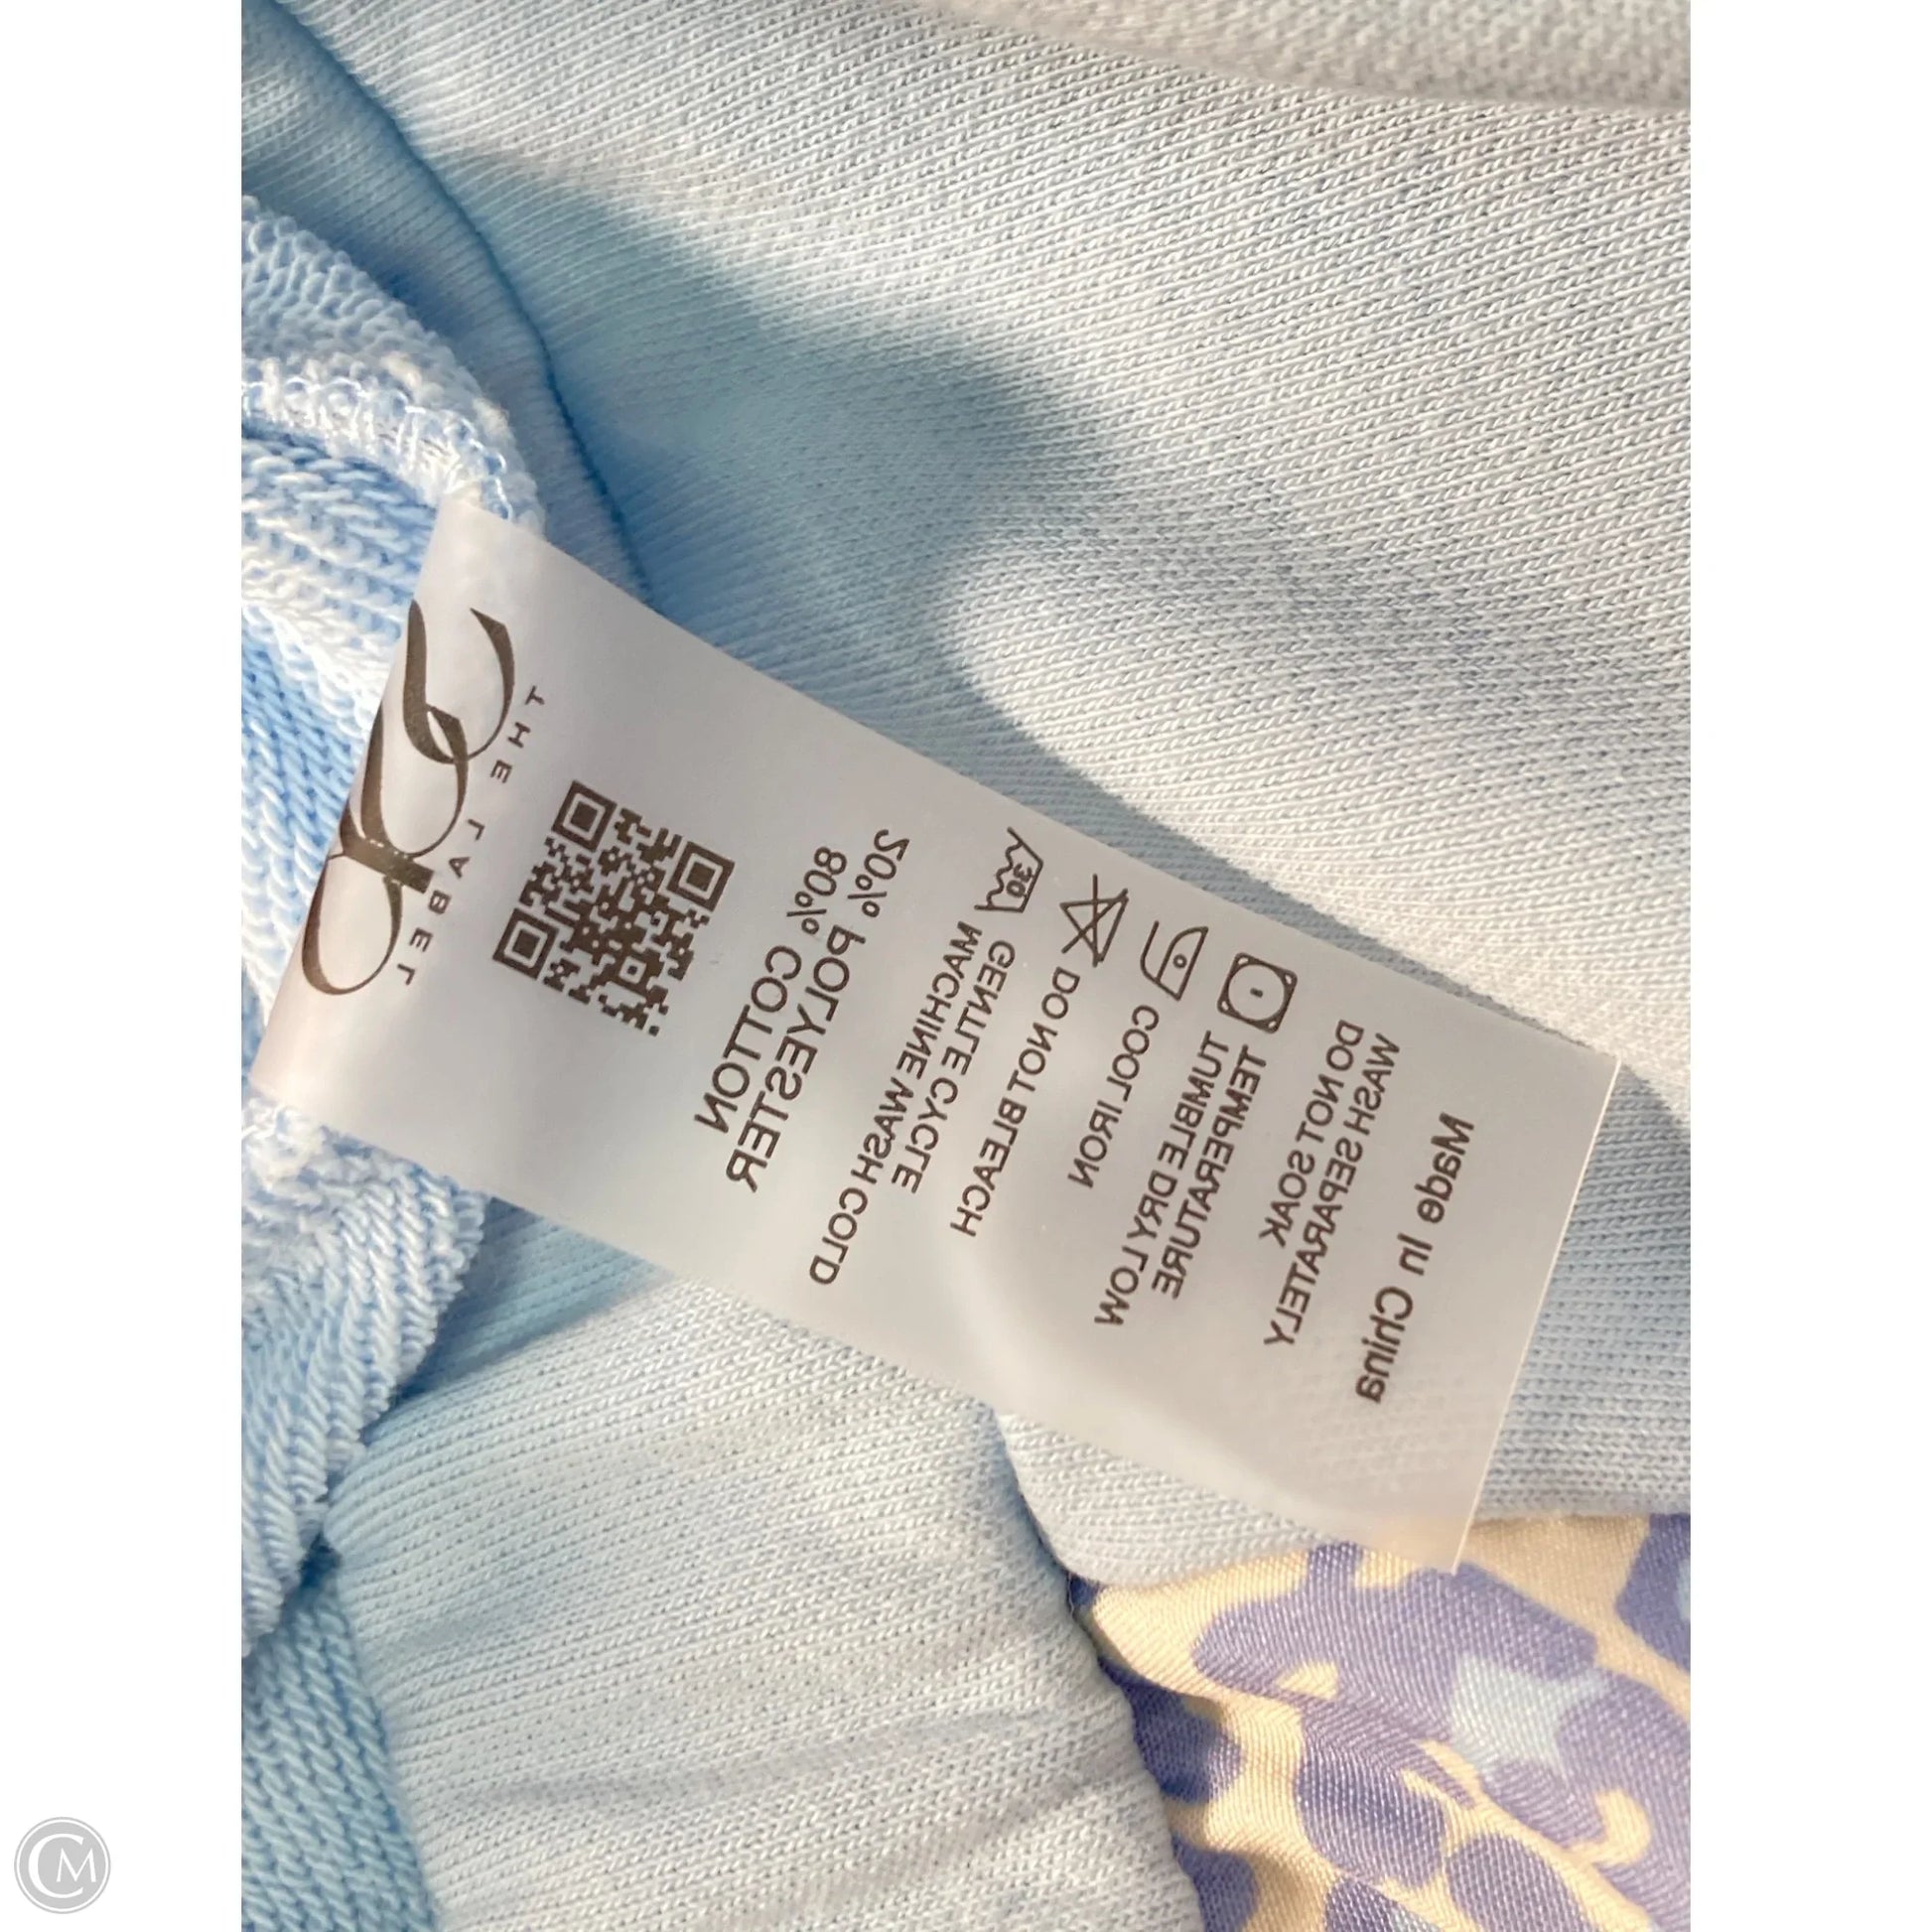 THE LABEL
80% COTTON
20% POLYESTER
30
MACHINE WASH COLD
GENTLE CYCLE
DO NOT BLEACH
COOL IRON
TUMBLE DRY LOW
TEMPERATURE
DO NOT SOAK
WASH SEPARATELY
Made In China
CM